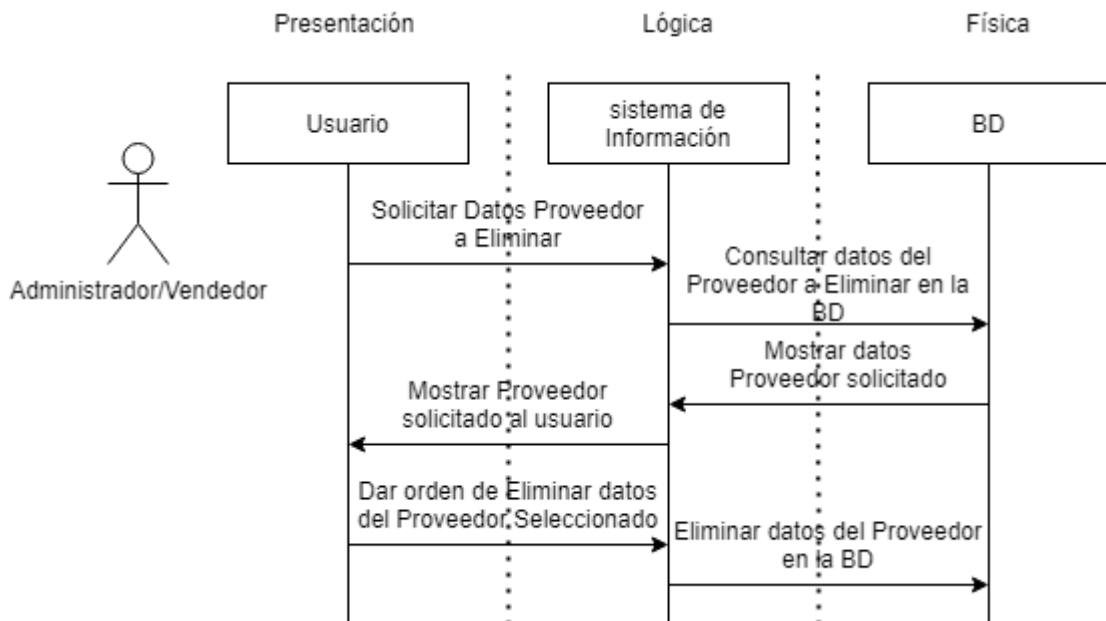 Presentación
Lógica
Física
Usuario
sistema de
Información
BD
Administrador/Vendedor
Solicitar Datos Proveedor
a Eliminar
Consultar datos del
Proveedor a Eliminar en la
BD
Mostrar datos
Proveedor solicitado
Mostrar Proveedor
solicitado al usuario
Dar orden de Eliminar datos
del Proveedor Seleccionado
Eliminar datos del Proveedor
en la BD